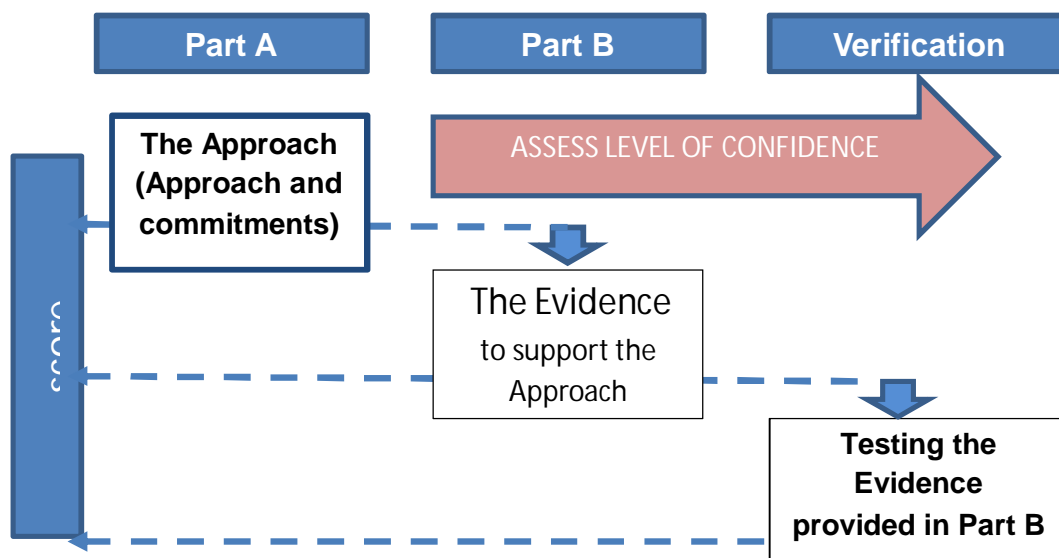 Part A
Part B
Verification
The Approach
(Approach and
commitments)
ASSESS LEVEL OF CONFIDENCE
score
The Evidence
to support the
Approach
Testing the
Evidence
provided in Part B